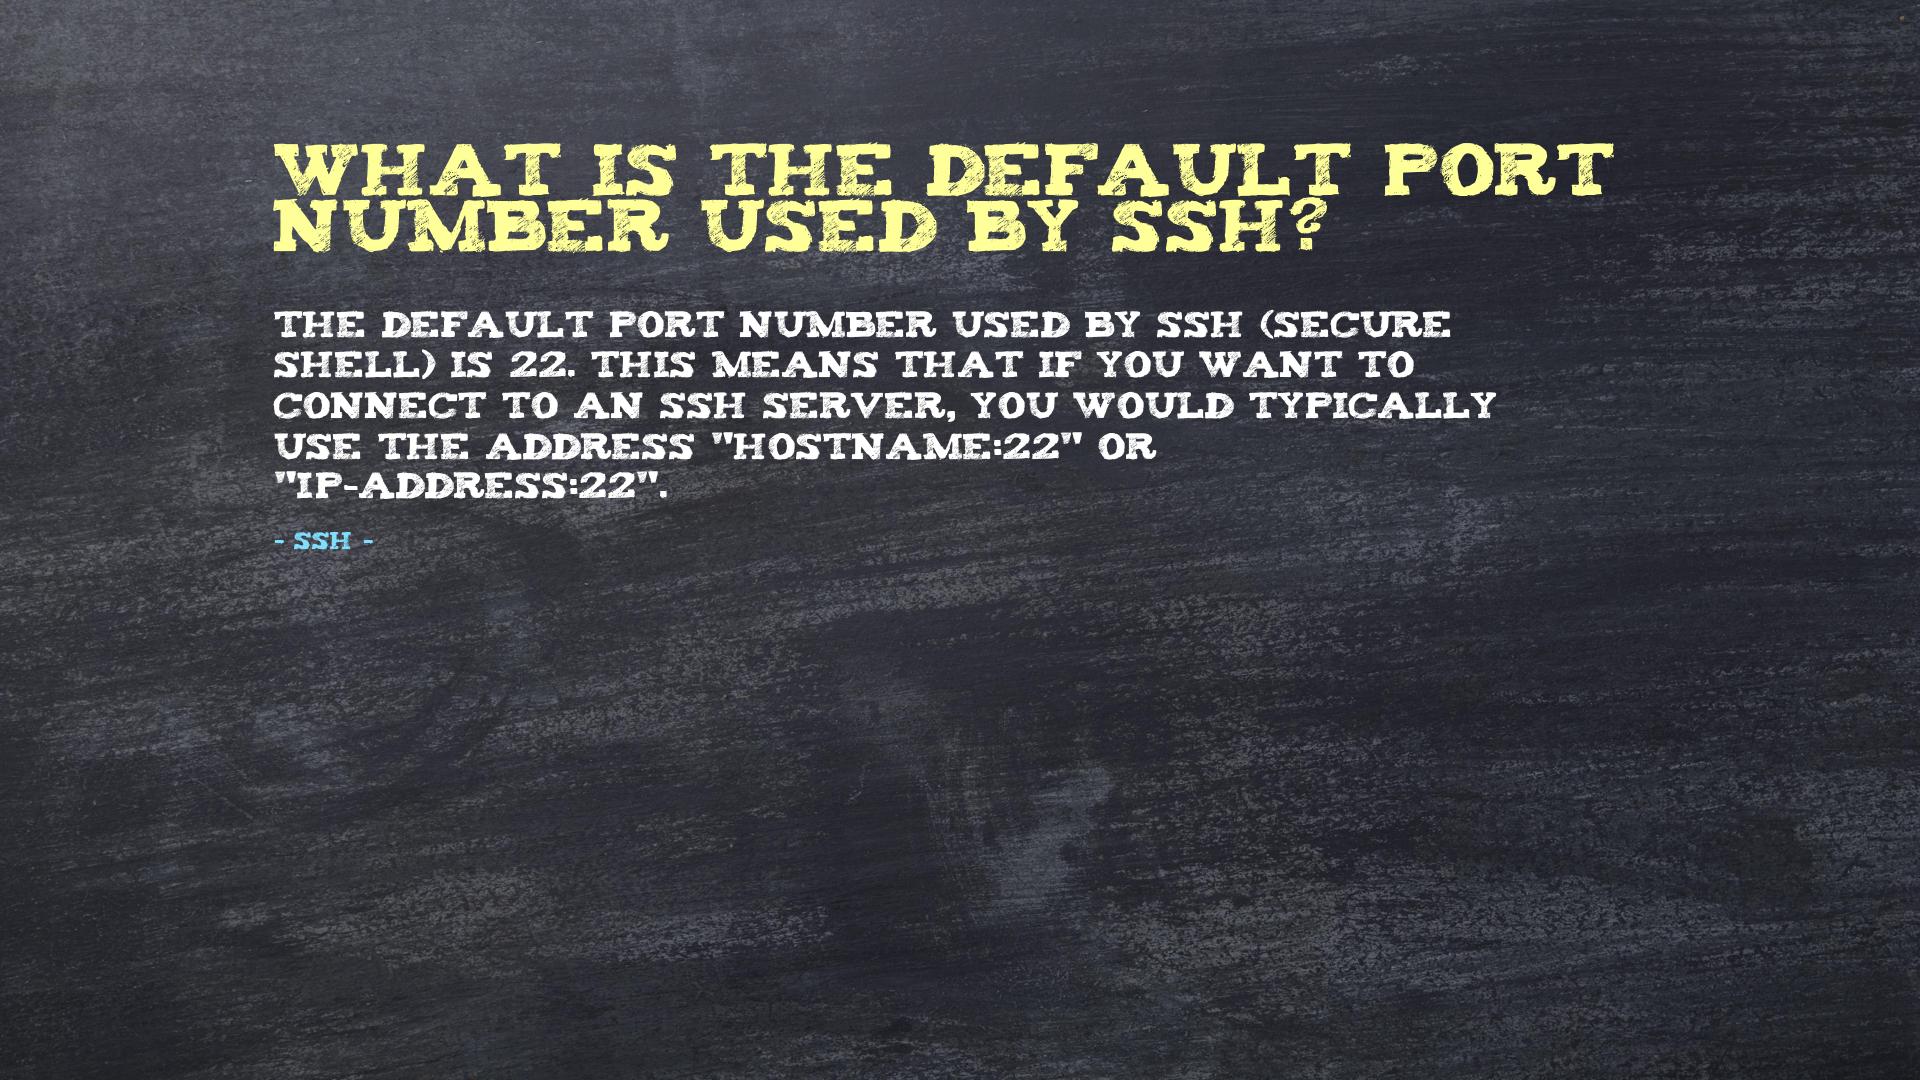 WHAT IS THE DEFAULT PORT
NUMBER USED BY SSH?
THE DEFAULT PORT NUMBER USED BY SSH (SECURE
SHELL) IS 22. THIS MEANS THAT IF YOU WANT TO
CONNECT TO AN SSH SERVER, YOU WOULD TYPICALLY
USE THE ADDRESS "HOSTNAME:22" OR
"IP-ADDRESS:22".
- SSH -